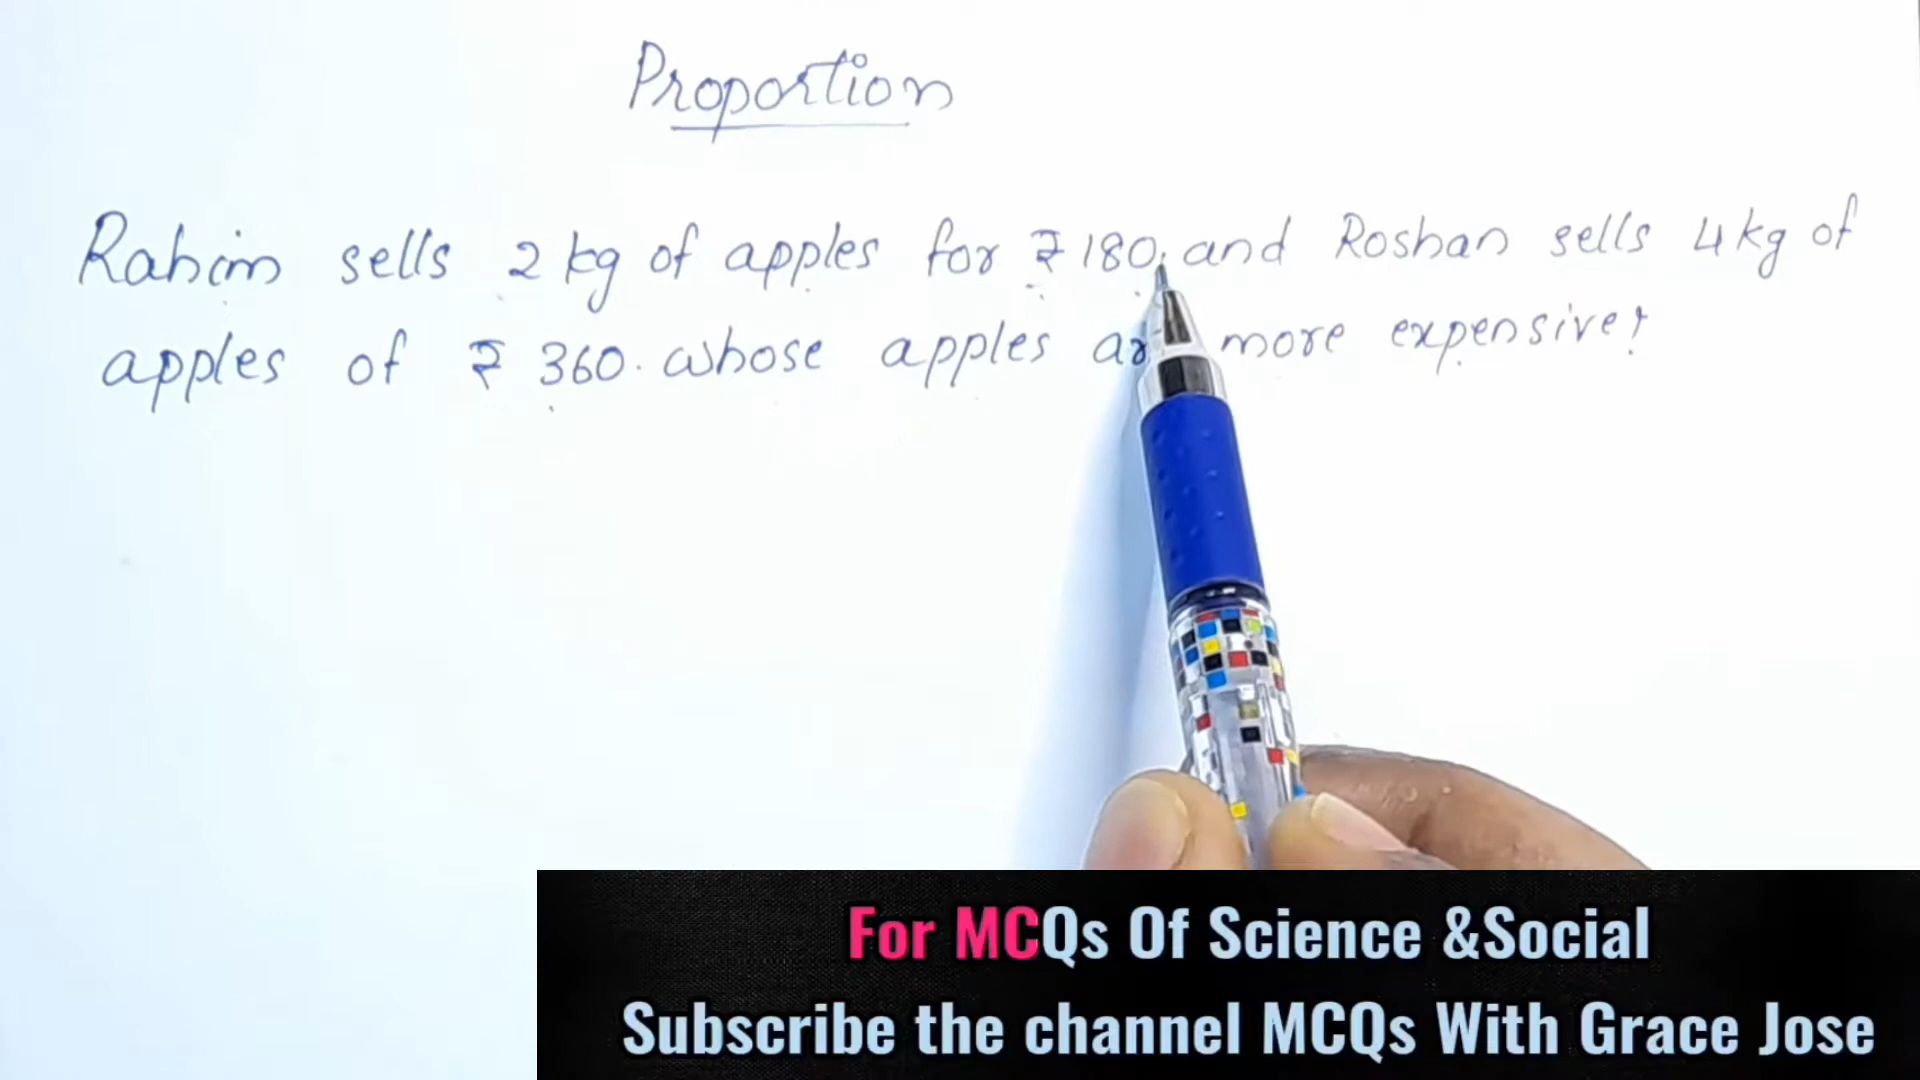 Proportion
Rahim sells 2 kg of apples for ₹ 180. and Roshan sells 4 kg of
apples of ₹ 360. whose apples more expensive?
For MCQs Of Science &Social
Subscribe the channel MCQs With Grace Jose